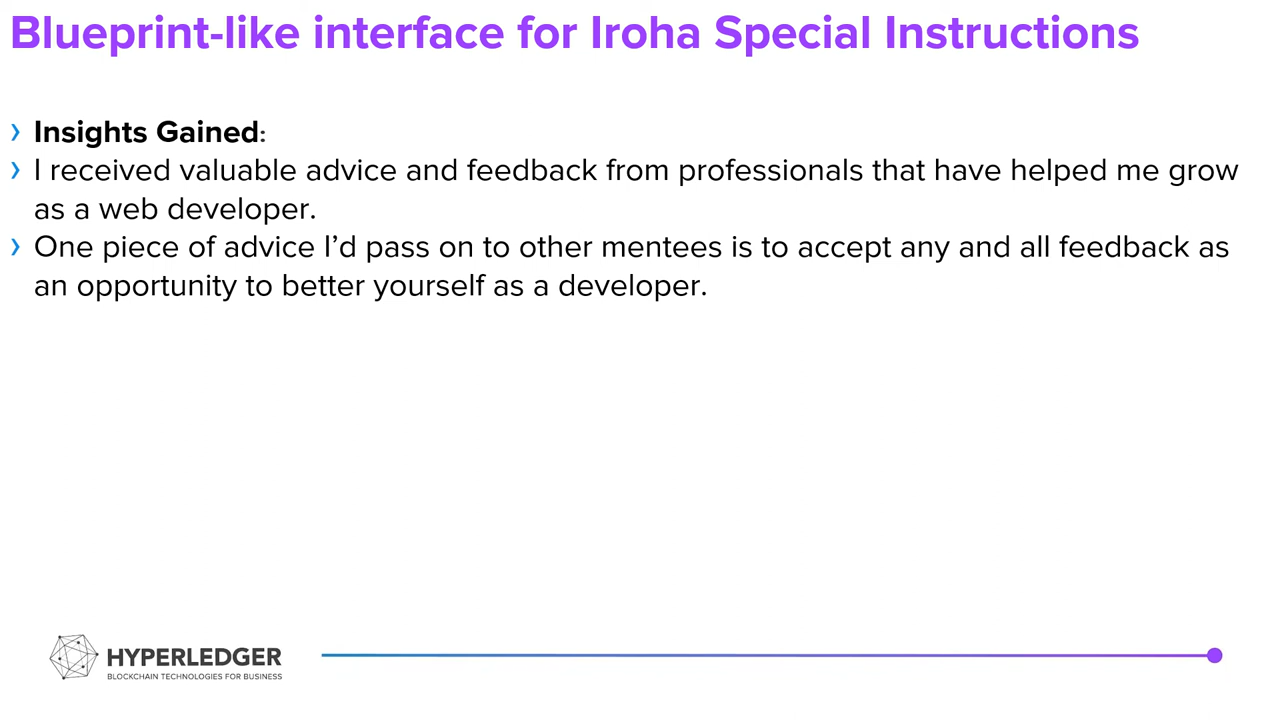 Blueprint-like interface for Iroha Special Instructions
› Insights Gained:
› I received valuable advice and feedback from professionals that have helped me grow
as a web developer.
› One piece of advice I’d pass on to other mentees is to accept any and all feedback as
an opportunity to better yourself as a developer.
HYPERLEDGER
BLOCKCHAIN TECHNOLOGIES FOR BUSINESS